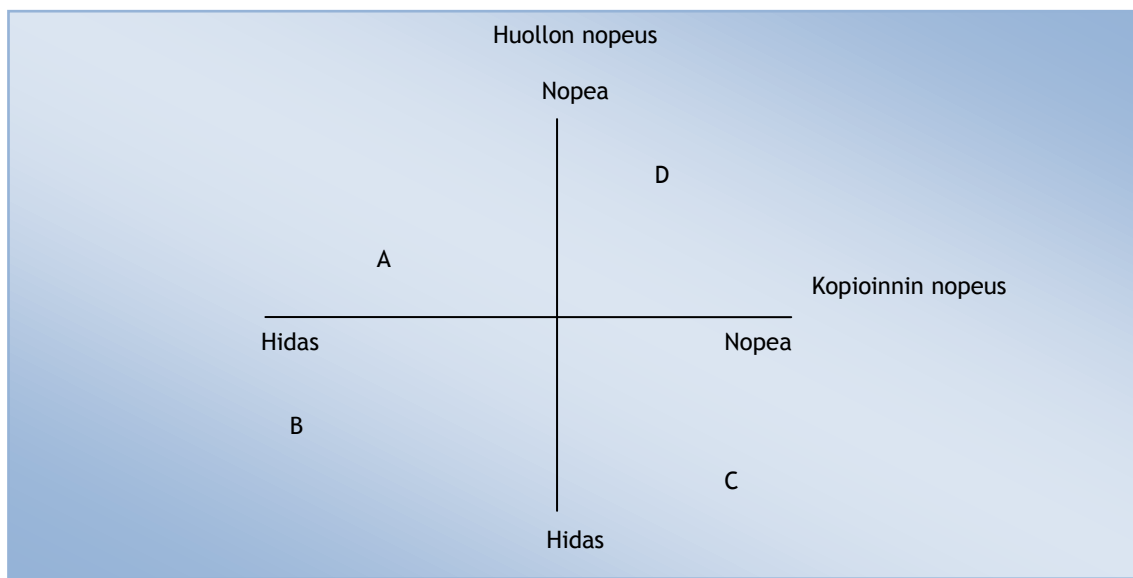 Huollon nopeus
Nopea
D
A
Kopioinnin nopeus
Hidas
Nopea
B
C
Hidas